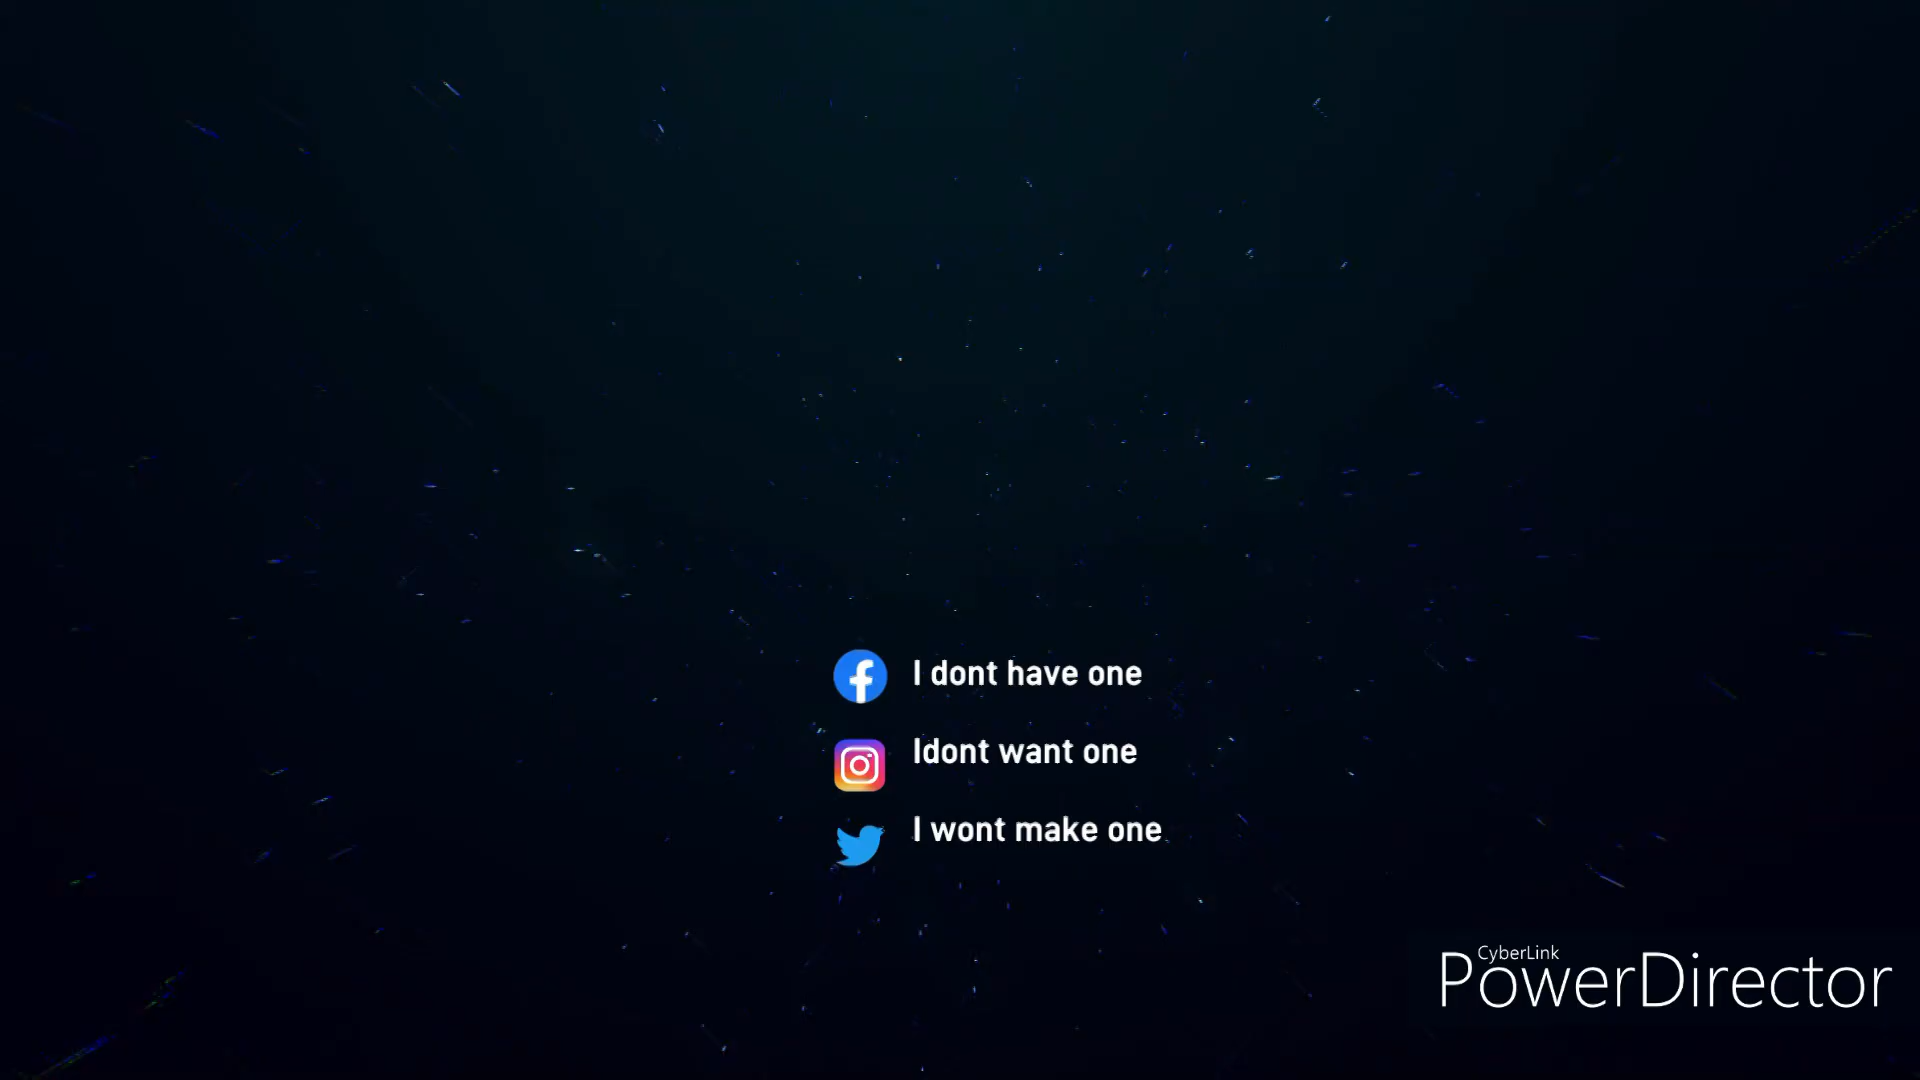 I dont have one
Idont want one
I wont make one
CyberLink
PowerDirector